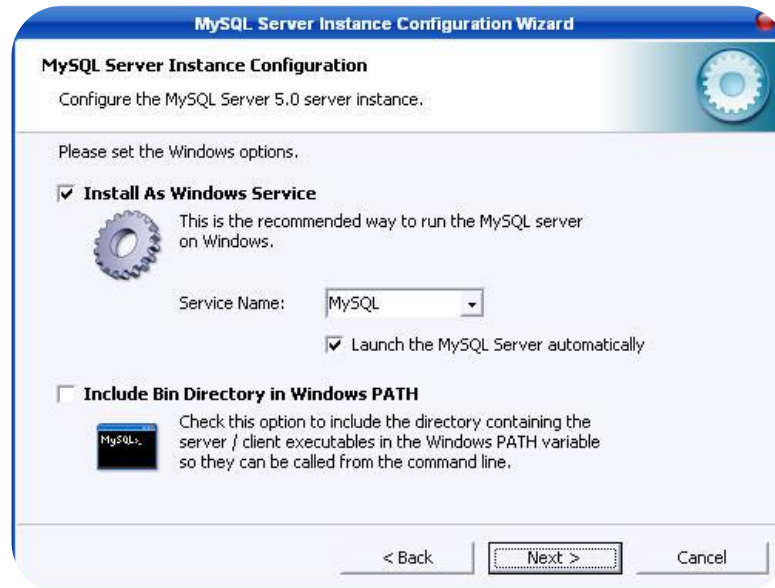 MySQL Server Instance Configuration Wizard
MySQL Server Instance Configuration
Configure the MySQL Server 5.0 server instance.
Please set the Windows options.
Install As Windows Service
This is the recommended way to run the MySQL server
on Windows.
Service Name: MySQL
Launch the MySQL Server automatically
Include Bin Directory in Windows PATH
MySQL>_
Check this option to include the directory containing the
server / client executables in the Windows PATH variable
so they can be called from the command line.
< Back Next > Cancel